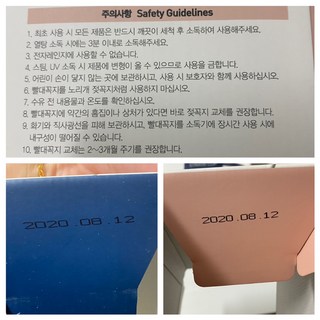 주의사항 Safety Guidelines
1. 최초 사용 시 모든 제품은 반드시 깨끗이 세척 후 소독하여 사용해주세요.
2. 열탕 소독 시에는 3분 이내로 소독해주세요.
3. 전자레인지에 사용할 수 없습니다.
4. 스팀, UV 소독 시 제품에 변형이 올 수 있으므로 사용을 금합니다.
5. 어린이 손이 닿지 않는 곳에 보관하시고, 사용 시 보호자와 함께 사용하십시오.
6. 빨대꼭지를 노리개 젖꼭지처럼 사용하지 마십시오.
7. 수유 전 내용물과 온도를 확인하십시오.
8. 빨대꼭지에 약간의 흠집이나 상처가 있다면 바로 젖꼭지 교체를 권장합니다.
9. 화기와 직사광선을 피해 보관하시고, 빨대꼭지를 소독기에 장시간 사용 시에
내구성이 떨어질 수 있습니다.
10. 빨대꼭지 교체는 2~3개월 주기를 권장합니다.
2020.08.12
2020.08.12